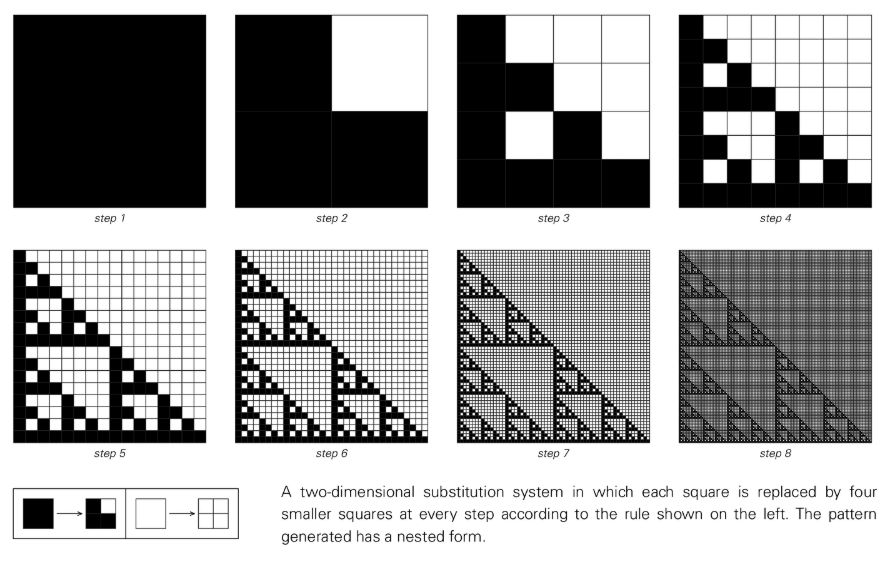 step 1
step 2
step 3
step 4
step 5
step 6
step 7
step 8
A two-dimensional substitution system in which each square is replaced by four
smaller squares at every step according to the rule shown on the left. The pattern
generated has a nested form.